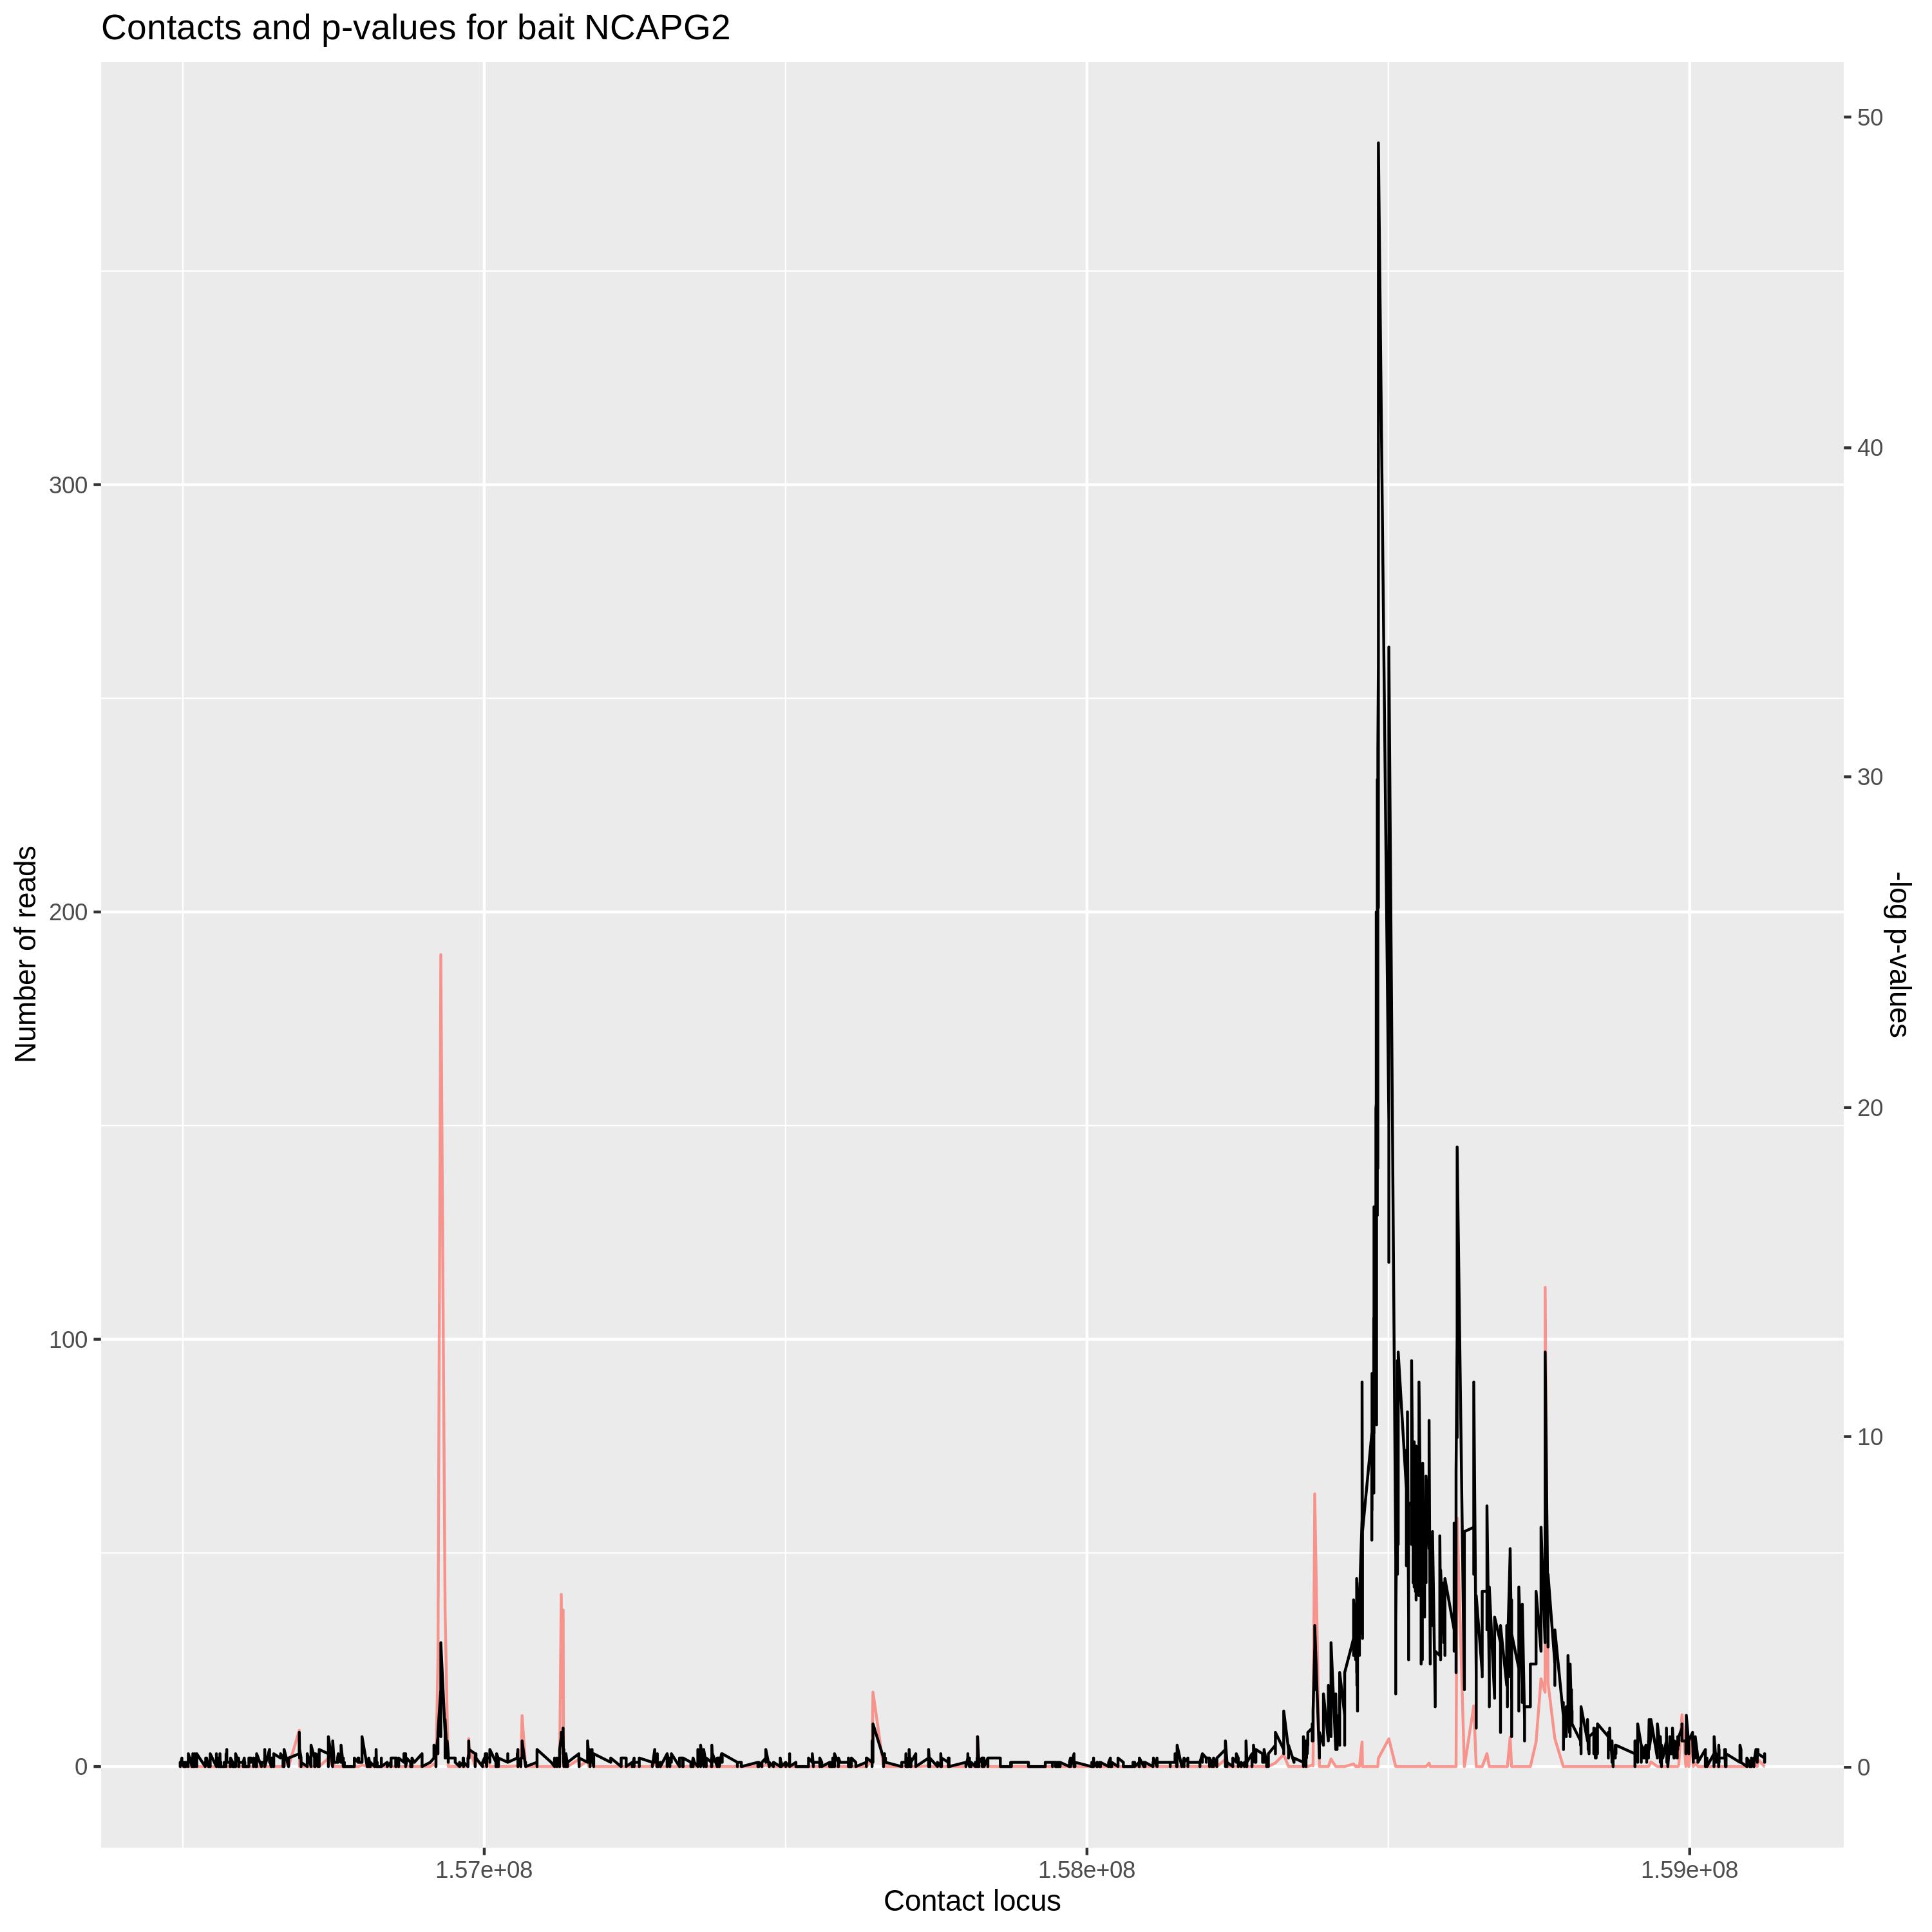 Contacts and p-values for bait NCAPG2
50
40
300
30
200
20
100
10
0
0
Number of reads
-log p-values
1.57e+08
1.58e+08
1.59e+08
Contact locus